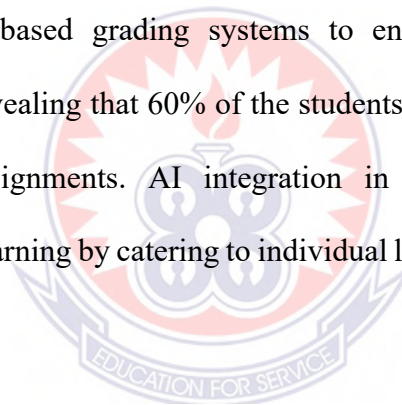 based grading systems to en
vealing that 60% of the students
ignments. AI integration in
arning by catering to individual l
EDUCATION FOR SERVICE